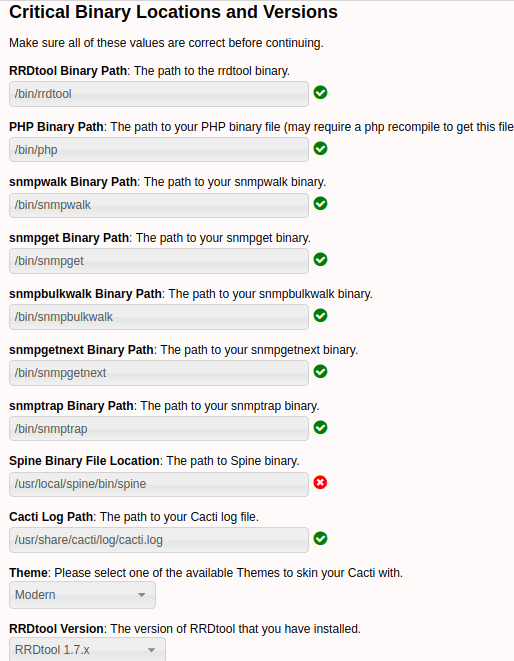 Critical Binary Locations and Versions
Make sure all of these values are correct before continuing.
RRDtool Binary Path: The path to the rrdtool binary.
/bin/rrdtool
PHP Binary Path: The path to your PHP binary file (may require a php recompile to get this file
/bin/php
snmpwalk Binary Path: The path to your snmpwalk binary.
/bin/snmpwalk
snmpget Binary Path: The path to your snmpget binary.
/bin/snmpget
snmpbulkwalk Binary Path: The path to your snmpbulkwalk binary.
/bin/snmpbulkwalk
snmpgetnext Binary Path: The path to your snmpgetnext binary.
/bin/snmpgetnext
snmptrap Binary Path: The path to your snmptrap binary.
/bin/snmptrap
Spine Binary File Location: The path to Spine binary.
/usr/local/spine/bin/spine
Cacti Log Path: The path to your Cacti log file.
/usr/share/cacti/log/cacti.log
Theme: Please select one of the available Themes to skin your Cacti with.
Modern
RRDtool Version: The version of RRDtool that you have installed.
RRDtool 1.7.x